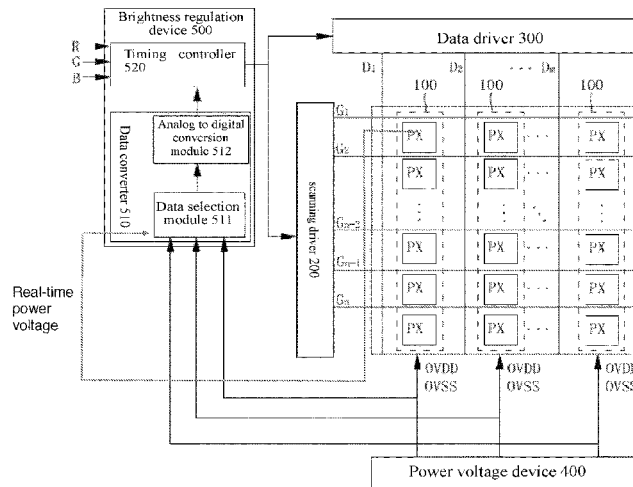 Brightness regulation
device 500
R
G
B
Timing controller
520
Data driver 300
D1 D2 ... Dm
100 100 100
Analog to digital
conversion
module 512
Data converter 510
Data selection
module 511
scanning driver 200
G1
G2
Gn-2
Gn-1
Gn
PX PX ... PX
PX PX PX
PX PX ... PX
PX PX ... PX
PX PX ... PX
Real-time
power
voltage
OVDD OVDD OVDD
OVSS OVSS OVSS
Power voltage device 400